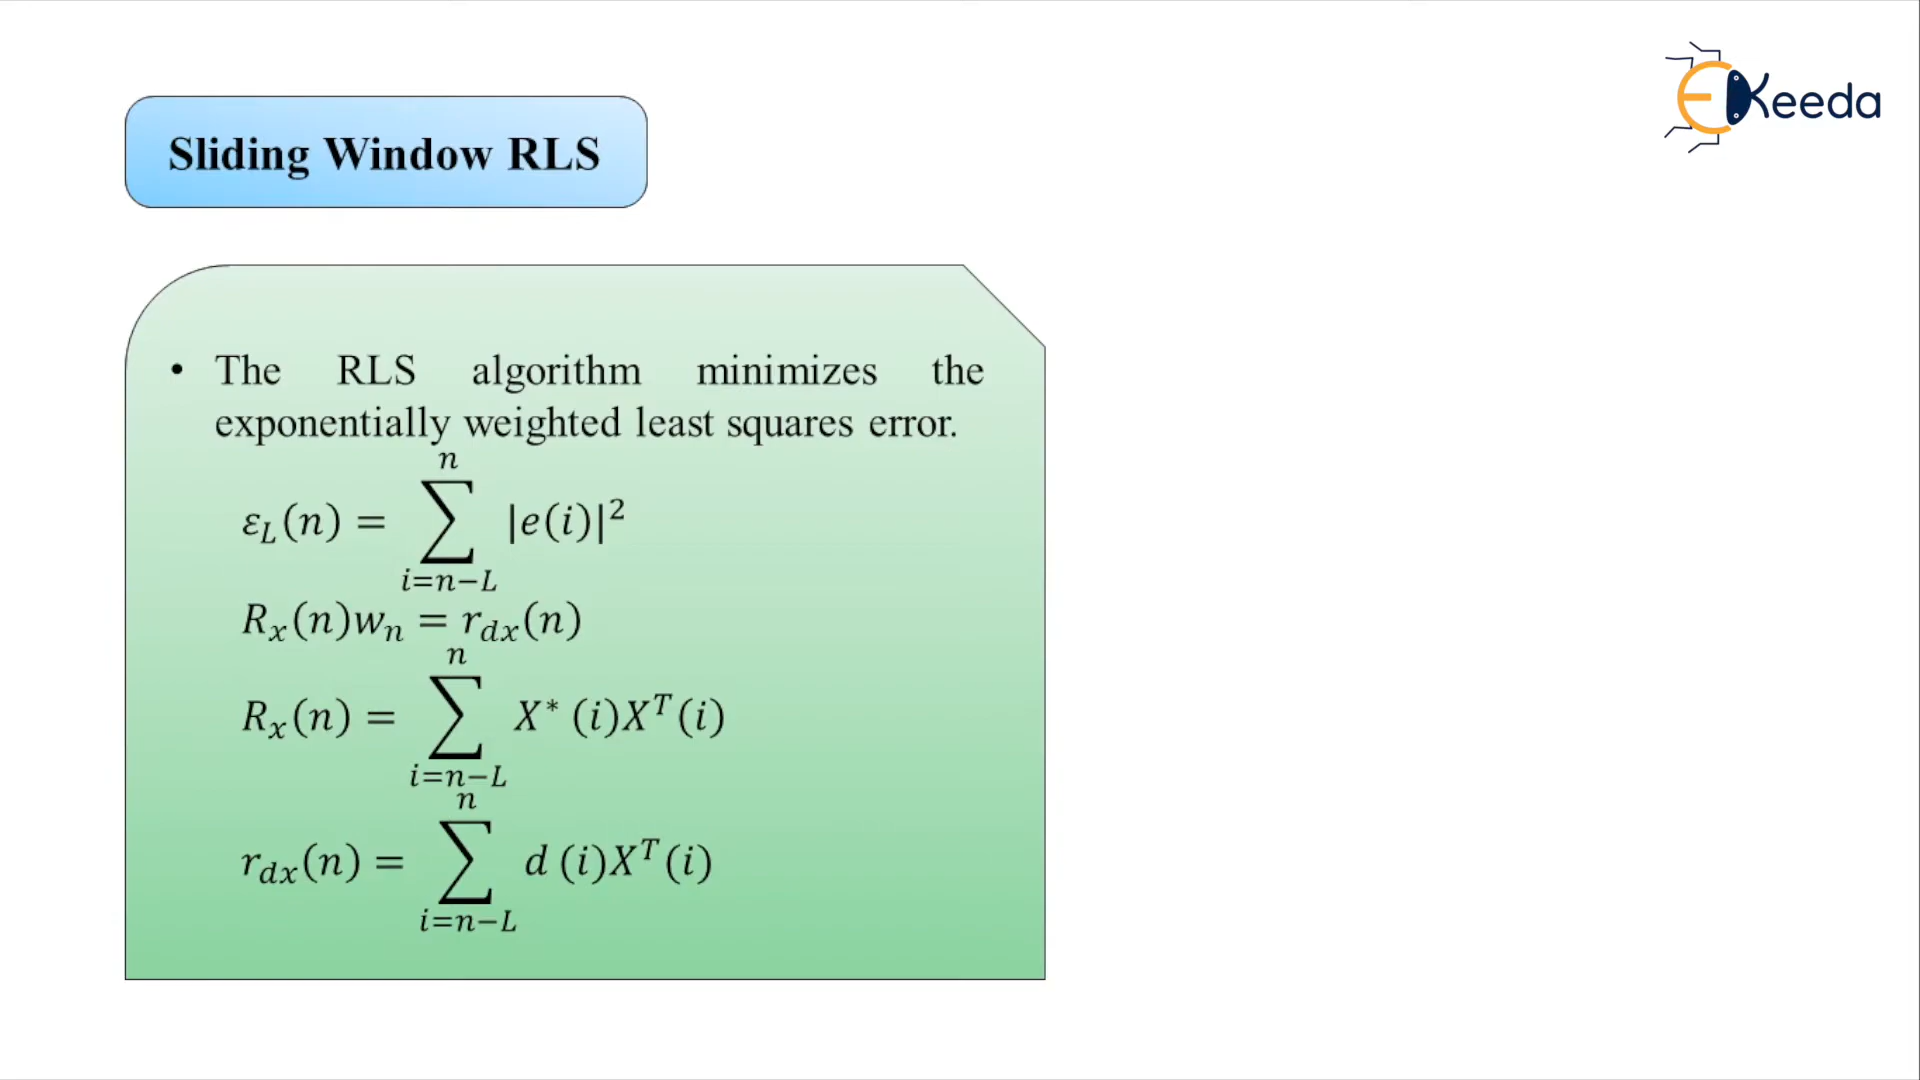 EKeeda
Sliding Window RLS
• The RLS algorithm minimizes the
exponentially weighted least squares error.
n
ε_L(n) = ∑ |e(i)|²
i=n−L
R_x(n)w_n = r_dx(n)
n
R_x(n) = ∑ X* (i)X^T(i)
i=n−L
n
r_dx(n) = ∑ d (i)X^T(i)
i=n−L